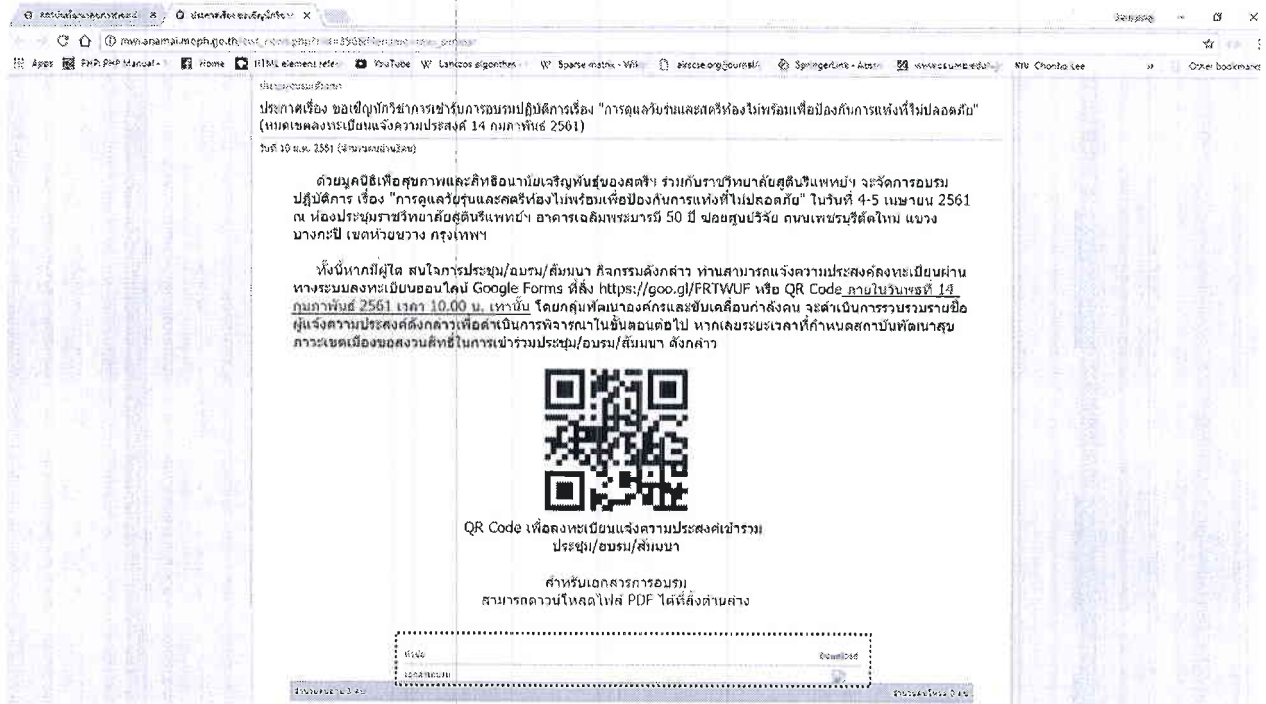 Apps PHP: PHP Manual Home HTML element refer YouTube Lanczos algorithm Sparse matrix - Wik SpringerLink - Abstr NTU Chonho Lee Other bookmarks
ประกาศเรื่อง ขอเชิญนักวิชาการเข้ารับการอบรมปฏิบัติการเรื่อง "การดูแลวัยรุ่นและสตรีท้องไม่พร้อมเพื่อป้องกันการแท้งที่ไม่ปลอดภัย"
(หมดเขตลงทะเบียนแจ้งความประสงค์ 14 กุมภาพันธ์ 2561)
ด้วยมูลนิธิเพื่อสุขภาพและสิทธิอนามัยเจริญพันธุ์ของสตรีฯ ร่วมกับราชวิทยาลัยสูตินรีแพทย์ฯ จะจัดการอบรม
ปฏิบัติการ เรื่อง "การดูแลวัยรุ่นและสตรีท้องไม่พร้อมเพื่อป้องกันการแท้งที่ไม่ปลอดภัย" ในวันที่ 4-5 เมษายน 2561
ณ ห้องประชุมราชวิทยาลัยสูตินรีแพทย์ฯ อาคารเฉลิมพระบารมี 50 ปี ซอยศูนย์วิจัย ถนนเพชรบุรีตัดใหม่ แขวง
บางกะปิ เขตห้วยขวาง กรุงเทพฯ
ทั้งนี้หากมีผู้ใด สนใจการประชุม/อบรม/สัมมนา กิจกรรมดังกล่าว ท่านสามารถแจ้งความประสงค์ลงทะเบียนผ่าน
ทางระบบลงทะเบียนออนไลน์ Google Forms ที่ลิ้ง https://goo.gl/FRTWUF หรือ QR Code ภายในวันพุธที่ 14
กุมภาพันธ์ 2561 เวลา 10.00 น. เท่านั้น โดยกลุ่มพัฒนาองค์กรและขับเคลื่อนกำลังคน จะดำเนินการรวบรวมรายชื่อ
ผู้แจ้งความประสงค์ดังกล่าวเพื่อดำเนินการพิจารณาในขั้นตอนต่อไป หากเลยระยะเวลาที่กำหนดสถาบันพัฒนาสุข
ภาวะเขตเมืองขอสงวนสิทธิ์ในการเข้าร่วมประชุม/อบรม/สัมมนา ดังกล่าว
QR Code เพื่อลงทะเบียนแจ้งความประสงค์เข้าร่วม
ประชุม/อบรม/สัมมนา
สำหรับเอกสารการอบรม
สามารถดาวน์โหลดไฟล์ PDF ได้ที่ลิ้งด้านล่าง
หัวข้อ Download
เอกสารอบรม